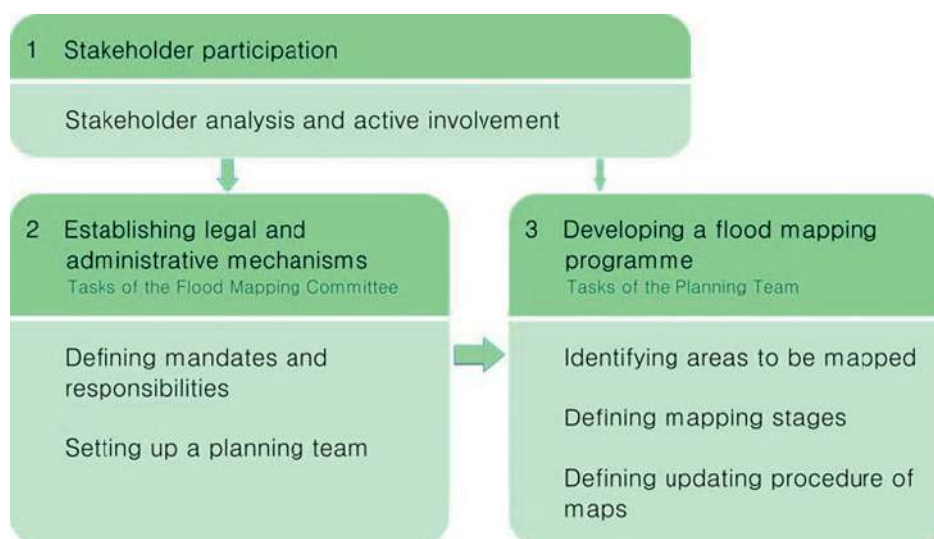 1 Stakeholder participation
Stakeholder analysis and active involvement
2 Establishing legal and
administrative mechanisms
Tasks of the Flood Mapping Committee
Defining mandates and
responsibilities
Setting up a planning team
3 Developing a flood mapping
programme
Tasks of the Planning Team
Identifying areas to be mapped
Defining mapping stages
Defining updating procedure of
maps